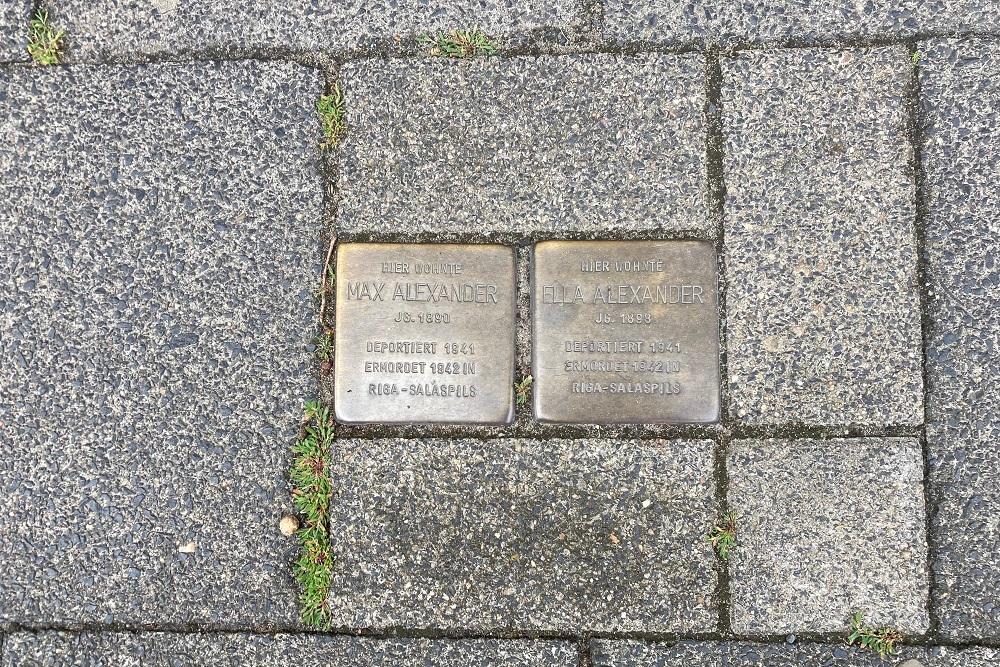 HIER WOHNTE
MAX ALEXANDER
JG. 1890
DEPORTIERT 1941
ERMORDET 1942 IN
RIGA-SALASPILS
HIER WOHNTE
ELLA ALEXANDER
JG. 1898
DEPORTIERT 1941
ERMORDET 1942 IN
RIGA-SALASPILS